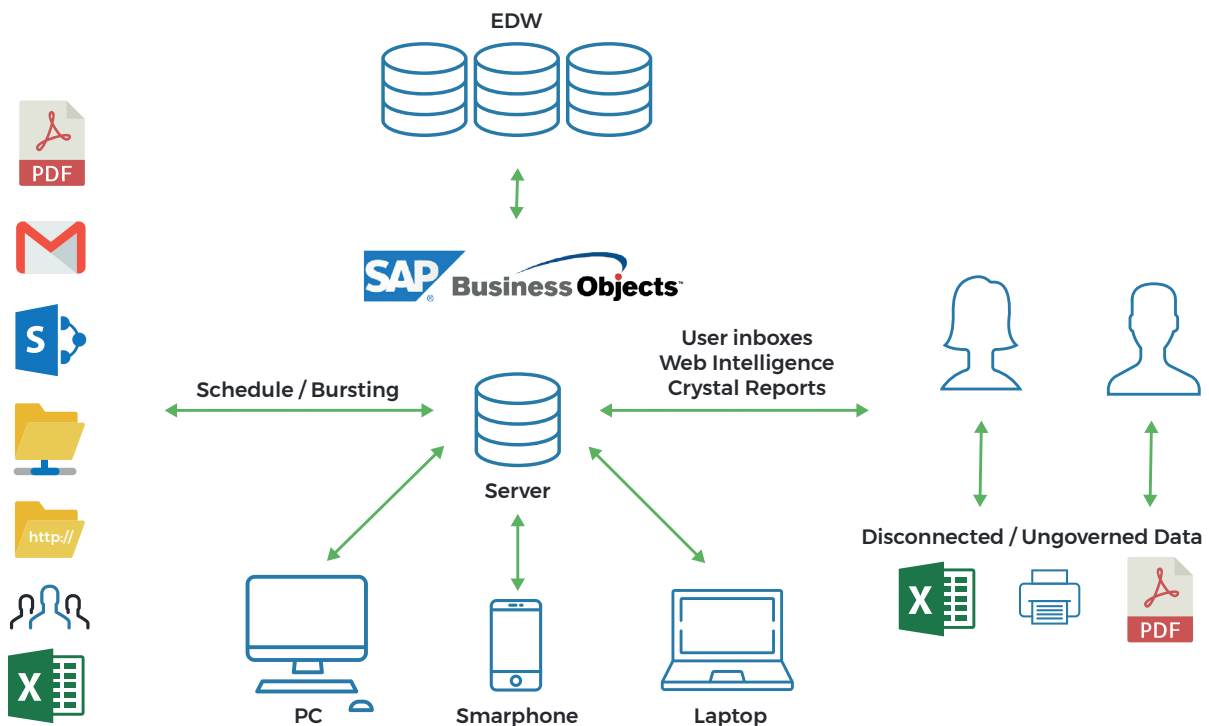 EDW
PDF
SAP®
Business Objects™
S
User inboxes
Web Intelligence
Crystal Reports
Schedule / Bursting
Server
http://
Disconnected / Ungoverned Data
X
PDF
X
PC
Smarphone
Laptop